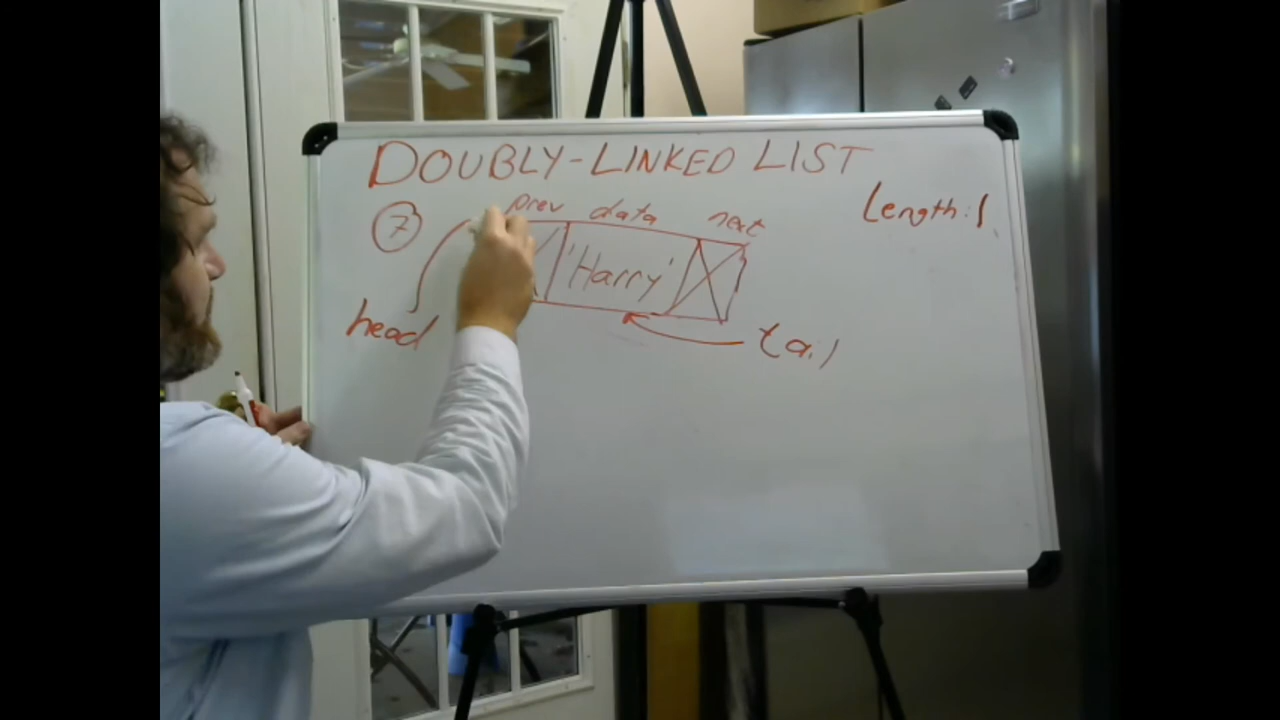 DOUBLY-LINKED LIST
7 prev data next Length: 1
'Harry'
head tail